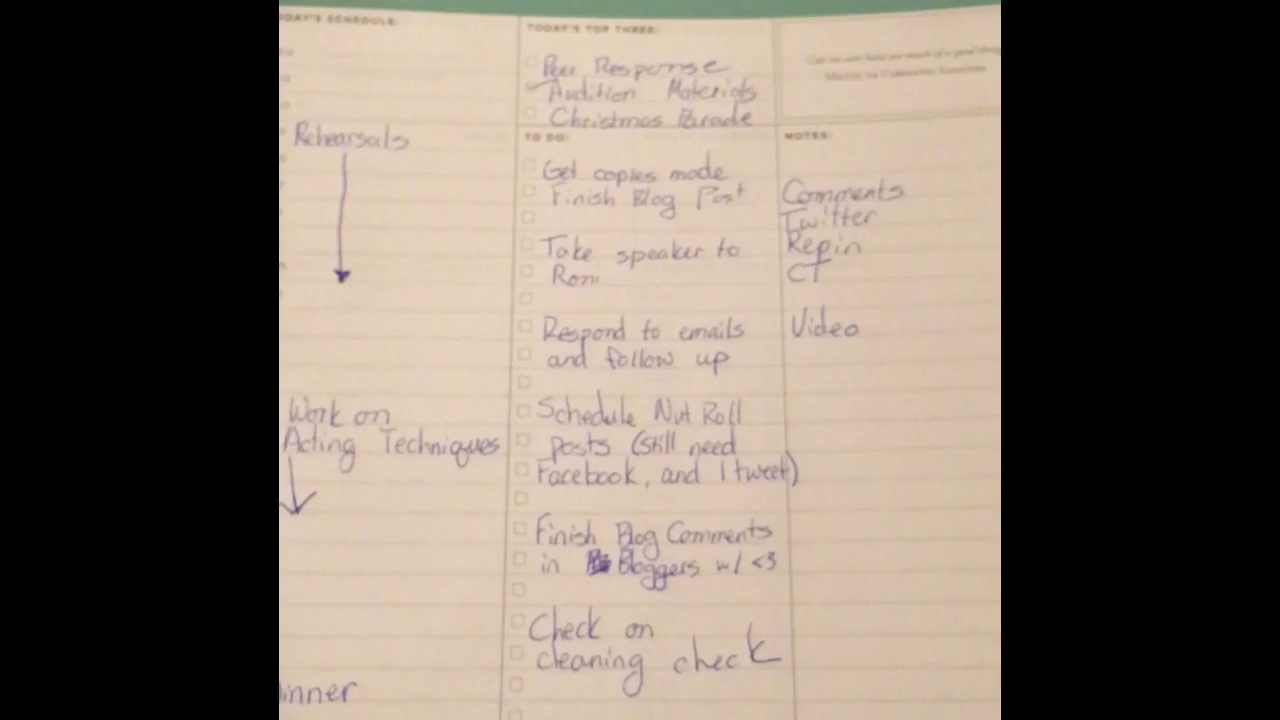 DAY'S SCHEDULE:
Rehearsals
Work on
Acting Techniques
inner
TODAY'S TOP THREE:
Peer Response
Audition Materials
Christmas Parade
TO DO:
Get copies made
Finish Blog Post
Take speaker to
Roni
Respond to emails
and follow up
Schedule Nut Roll
posts (still need
Facebook, and 1 tweet)
Finish Blog Comments
in Bloggers w/ <3
Check on
cleaning check
NOTES:
Comments
Twitter
Repin
CT
Video